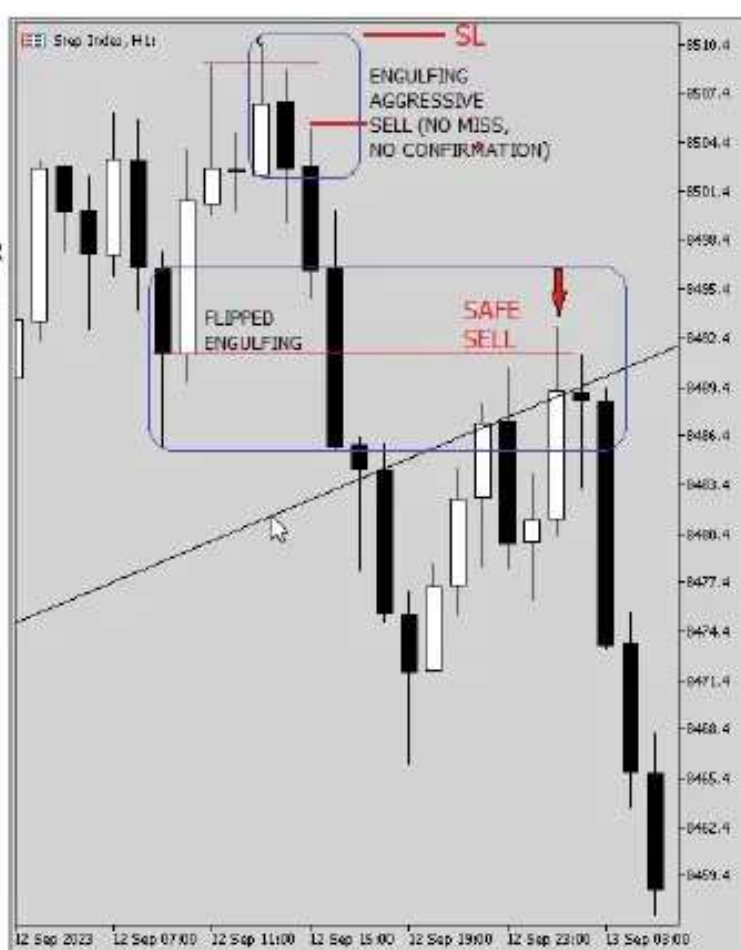 Step Index, H1:
SL
ENGULFING
AGGRESSIVE
SELL (NO MISS,
NO CONFIRMATION)
FLIPPED
ENGULFING
SAFE
SELL
8510.4
8507.4
8504.4
8501.4
8498.4
8495.4
8492.4
8489.4
8486.4
8483.4
8480.4
8477.4
8474.4
8471.4
8468.4
8465.4
8462.4
8459.4
12 Sep 2023 12 Sep 07:00 12 Sep 11:00 12 Sep 15:00 12 Sep 19:00 12 Sep 23:00 13 Sep 03:00